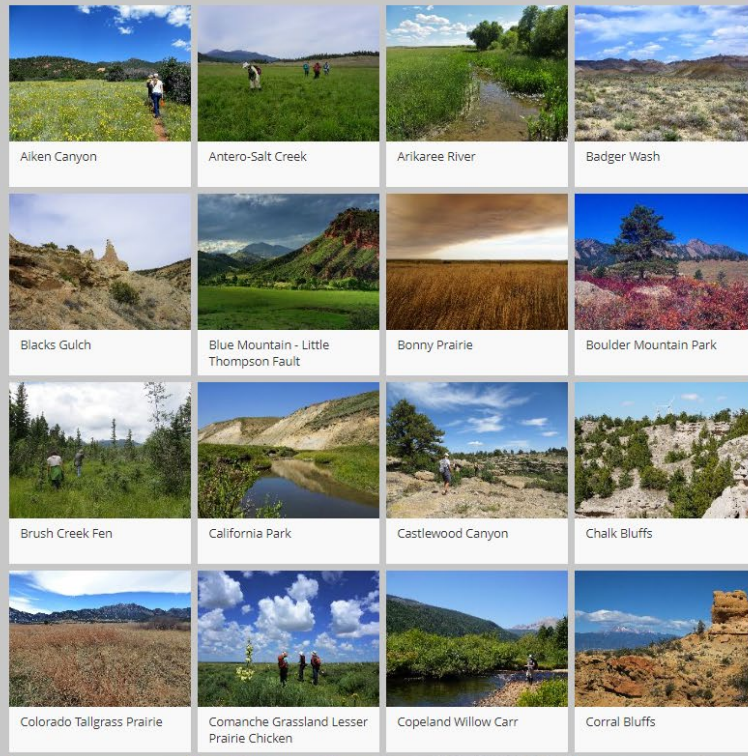 Aiken Canyon
Antero-Salt Creek
Arikaree River
Badger Wash
Blacks Gulch
Blue Mountain - Little
Thompson Fault
Bonny Prairie
Boulder Mountain Park
Brush Creek Fen
California Park
Castlewood Canyon
Chalk Bluffs
Colorado Tallgrass Prairie
Comanche Grassland Lesser
Prairie Chicken
Copeland Willow Carr
Corral Bluffs